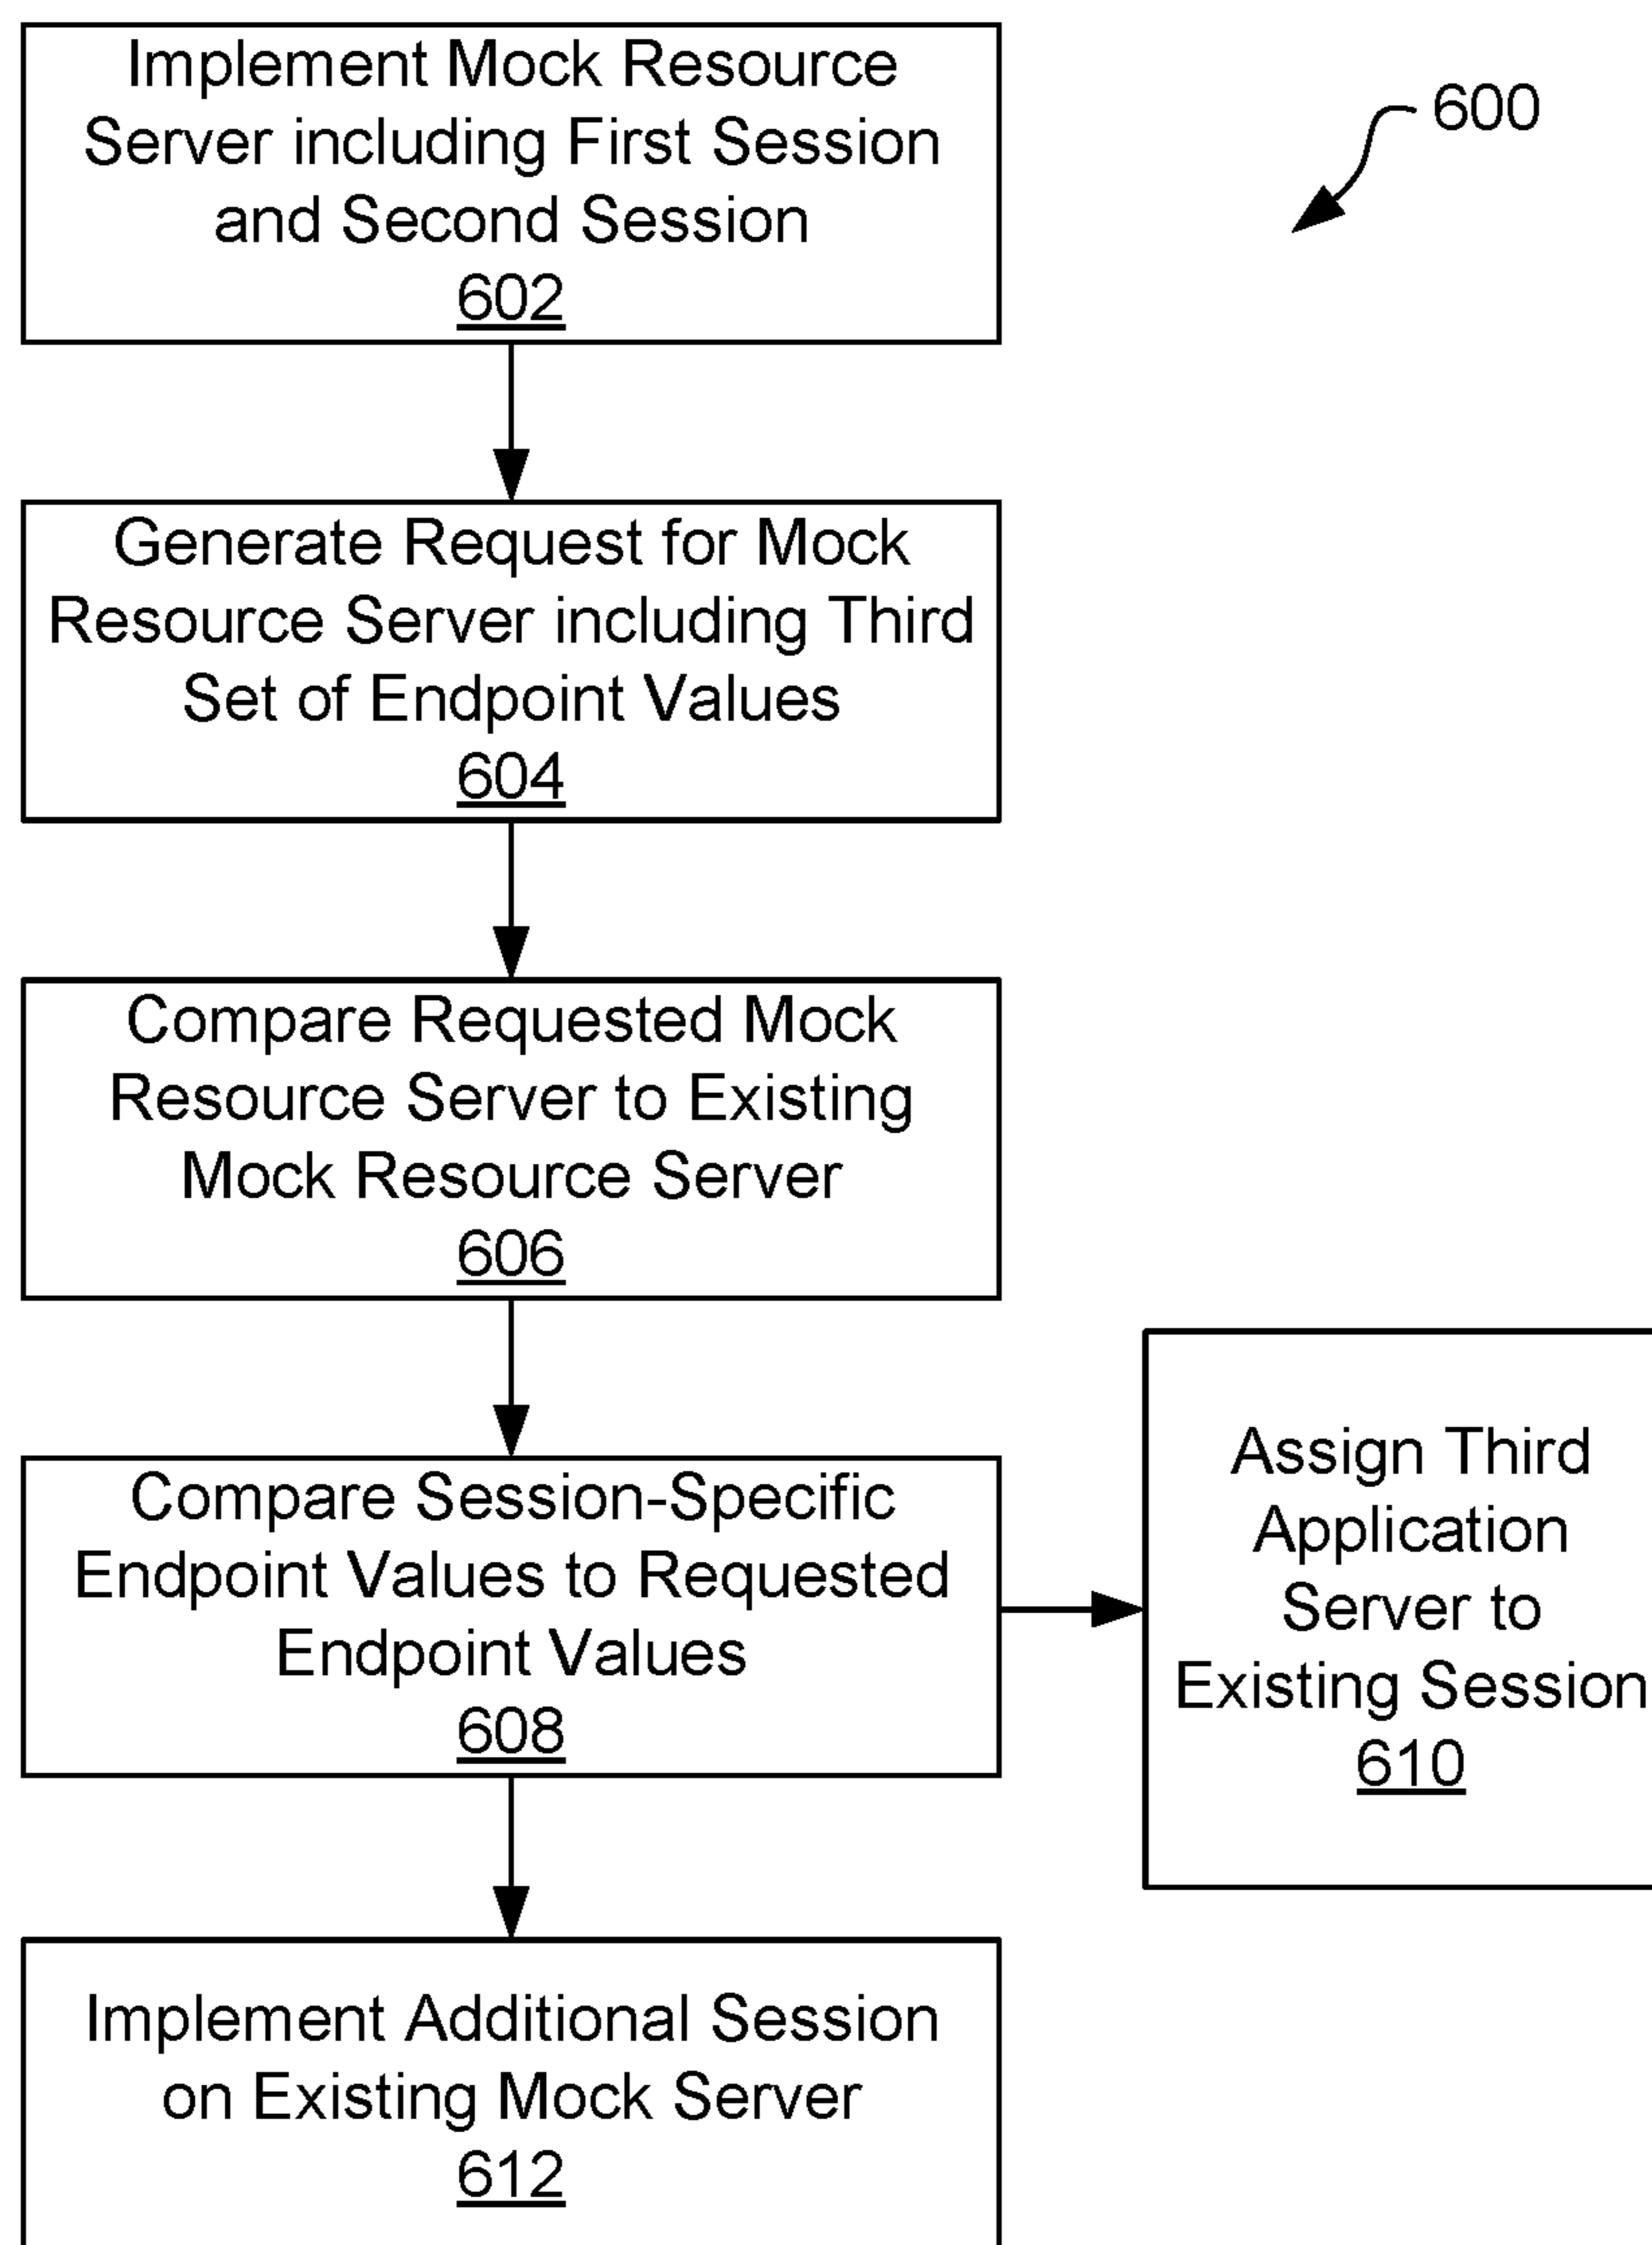 Implement Mock Resource
Server including First Session
and Second Session
602
600
Generate Request for Mock
Resource Server including Third
Set of Endpoint Values
604
Compare Requested Mock
Resource Server to Existing
Mock Resource Server
606
Compare Session-Specific
Endpoint Values to Requested
Endpoint Values
608
Assign Third
Application
Server to
Existing Session
610
Implement Additional Session
on Existing Mock Server
612